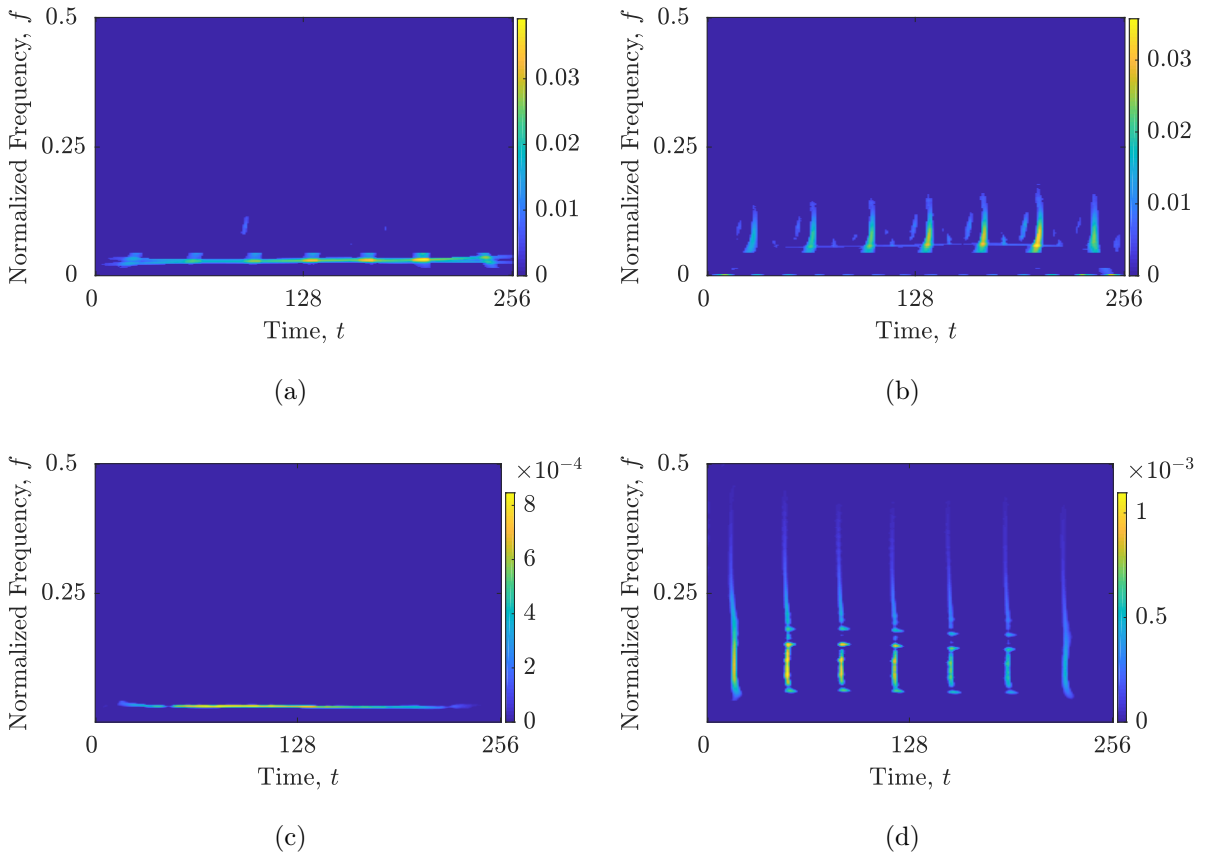 0.5
0.25
0
0 128 256
Time, t
Normalized Frequency, f
0.03
0.02
0.01
0
(a)
0.5
0.25
0
0 128 256
Time, t
Normalized Frequency, f
0.03
0.02
0.01
0
(b)
0.5
0.25
0 128 256
Time, t
Normalized Frequency, f
×10⁻⁴
8
6
4
2
0
(c)
0.5
0.25
0 128 256
Time, t
Normalized Frequency, f
×10⁻³
1
0.5
0
(d)